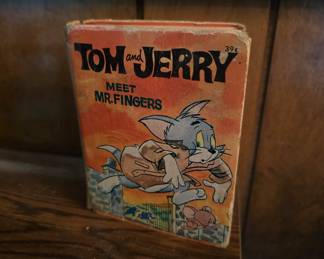 TOM and JERRY
39¢
MEET
MR. FINGERS